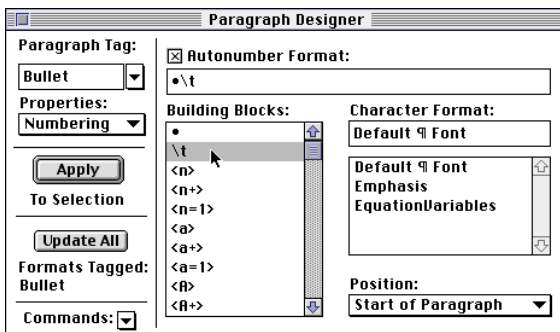 Paragraph Designer
Paragraph Tag:
Bullet
Properties:
Numbering
Apply
To Selection
Update All
Formats Tagged:
Bullet
Commands:
Autonumber Format:
•\t
Building Blocks:
•
\t
<n>
<n+>
<n=1>
<a>
<a+>
<a=1>
<A>
<A+>
Character Format:
Default ¶ Font
Default ¶ Font
Emphasis
EquationVariables
Position:
Start of Paragraph